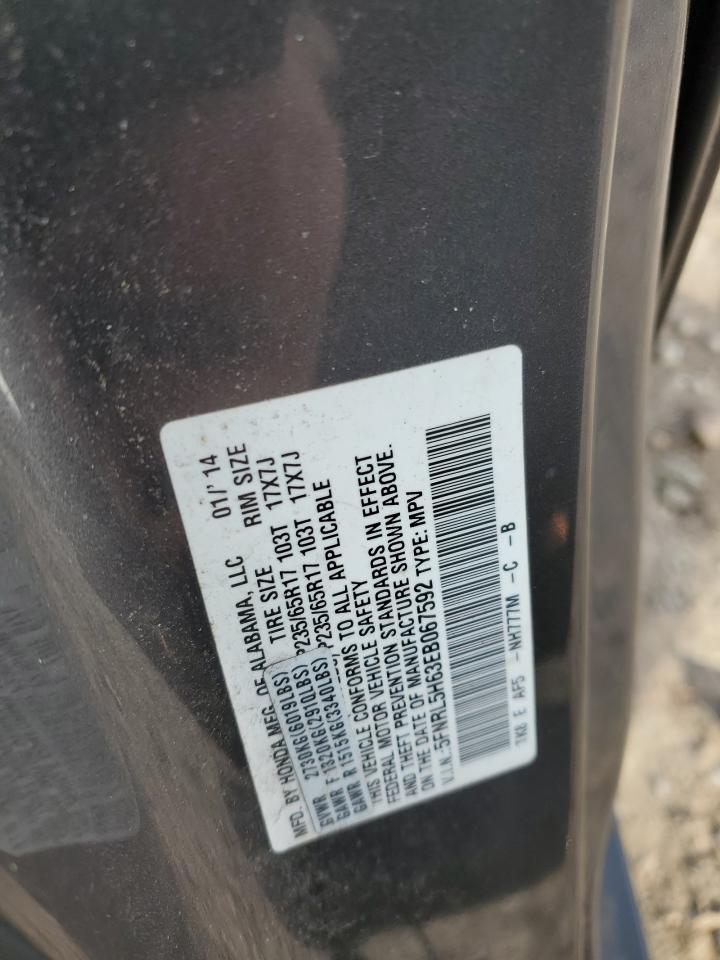 MFD. BY HONDA MFG. OF ALABAMA, LLC 01/'14
TIRE SIZE RIM SIZE
GVWR 2730KG(6019LBS)
GAWR F 1320KG(2910LBS) P235/65R17 103T 17X7J
GAWR R 1515KG(3340LBS) P235/65R17 103T 17X7J
THIS VEHICLE CONFORMS TO ALL APPLICABLE
FEDERAL MOTOR VEHICLE SAFETY
AND THEFT PREVENTION STANDARDS IN EFFECT
ON THE DATE OF MANUFACTURE SHOWN ABOVE.
V.I.N.:5FNRL5H63EB067592 TYPE: MPV
TK8 E AF5 -NH777M -C -B